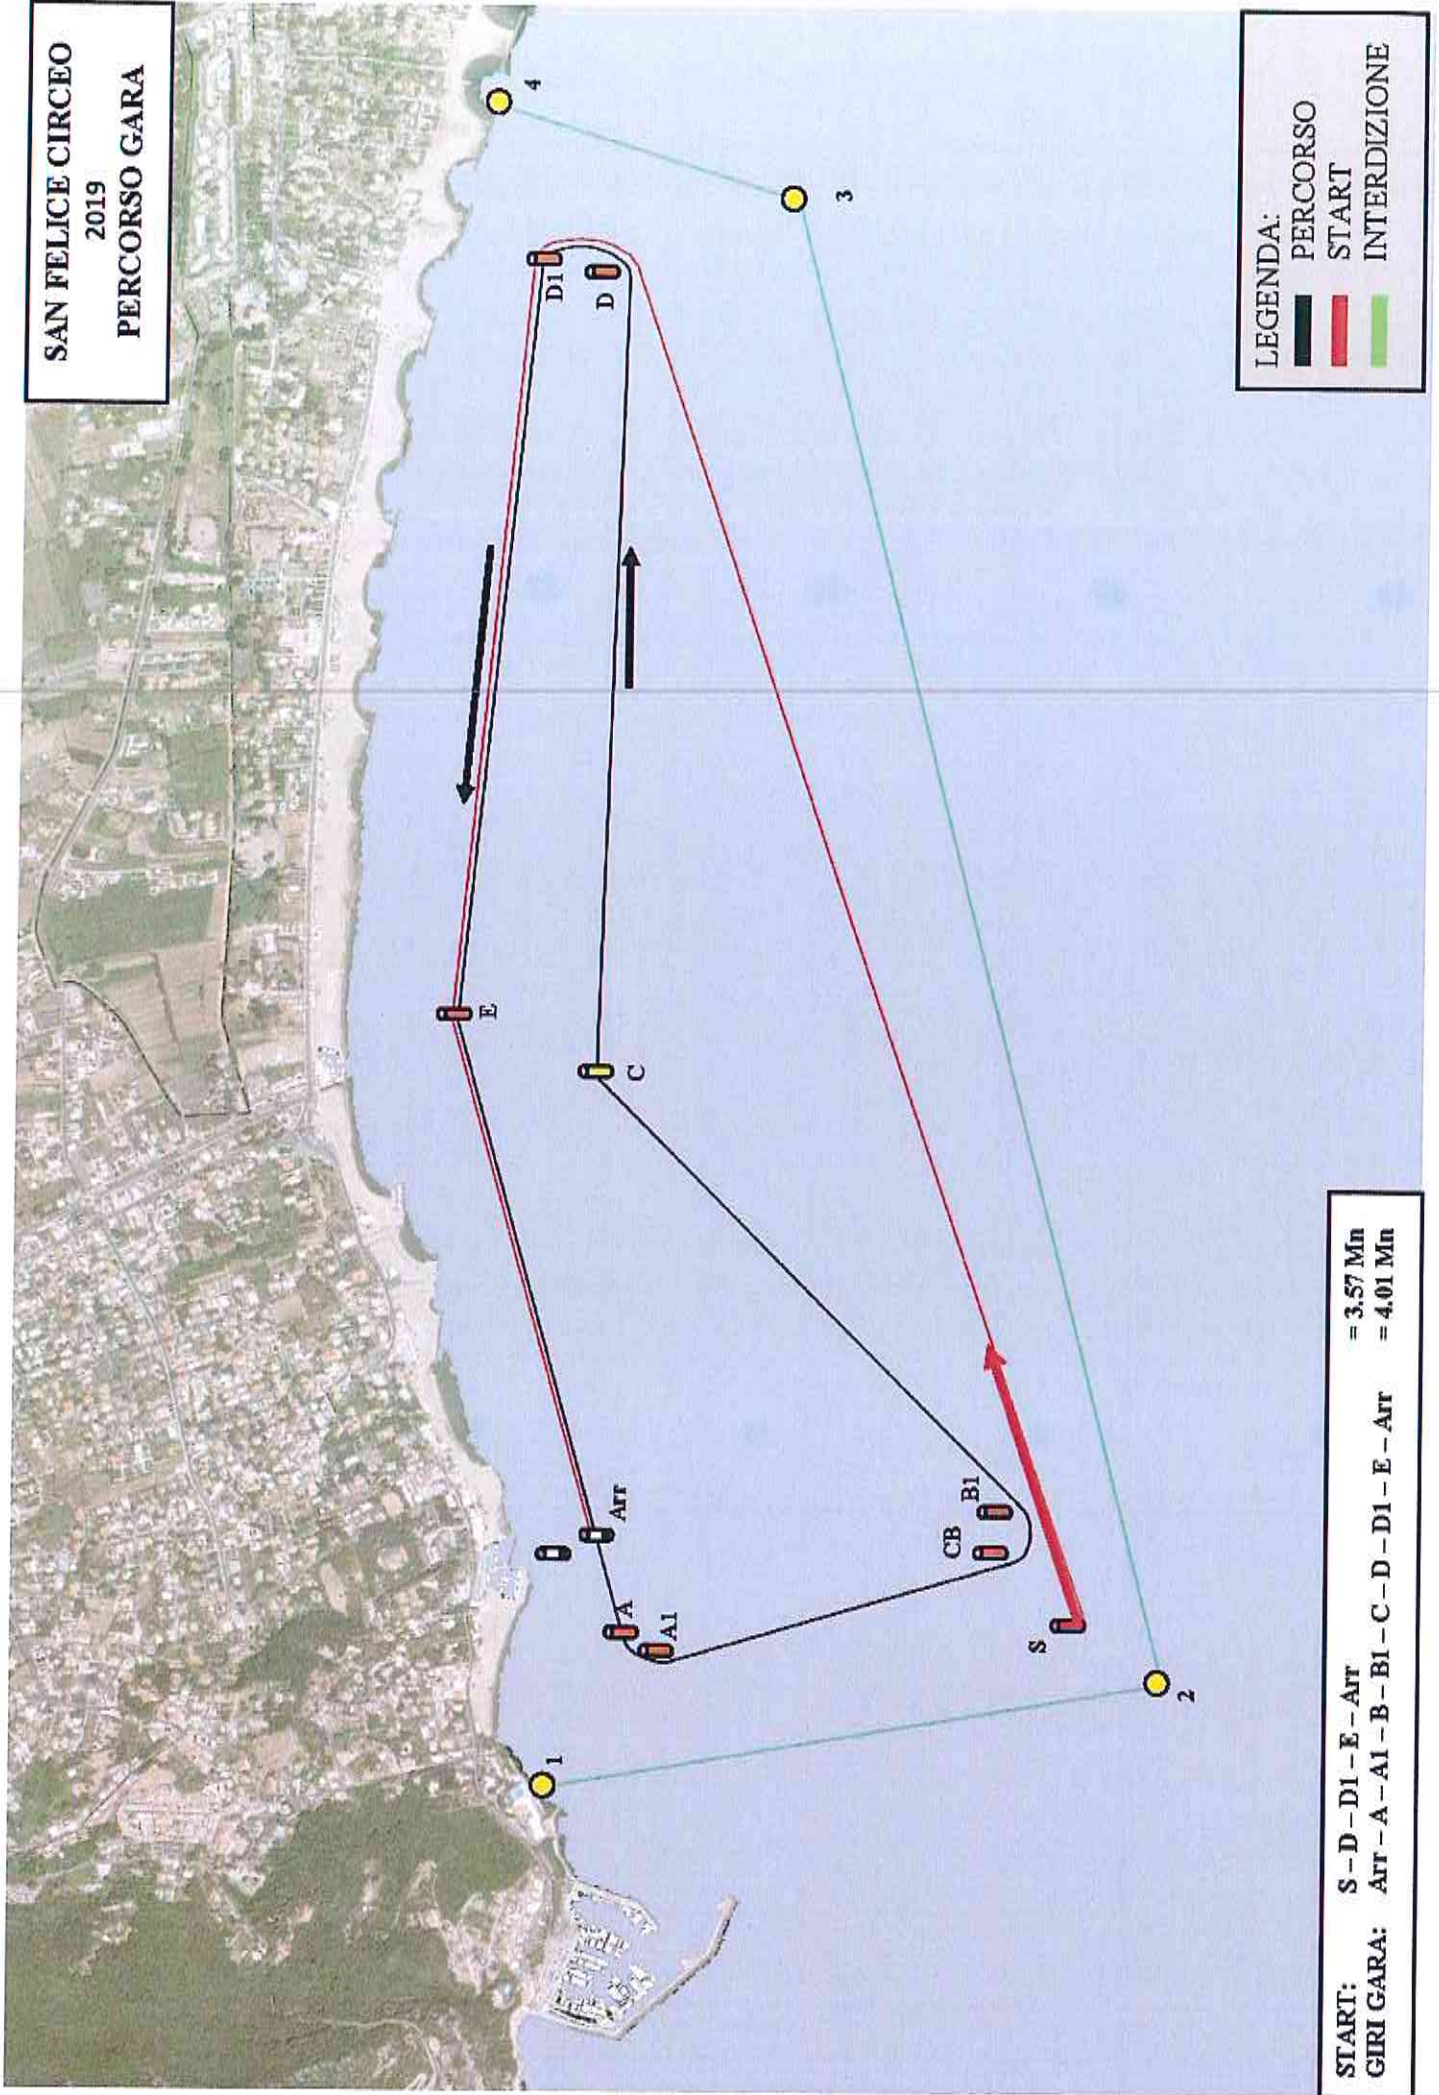 SAN FELICE CIRCEO
2019
PERCORSO GARA
4
3
D1
D
E
C
Arr
A
A1
B1
CB
S
1
2
LEGENDA:
PERCORSO
START
INTERDIZIONE
START: S – D – D1 – E – Arr = 3.57 Mn
GIRI GARA: Arr – A – A1 – B – B1 – C – D – D1 – E – Arr = 4.01 Mn